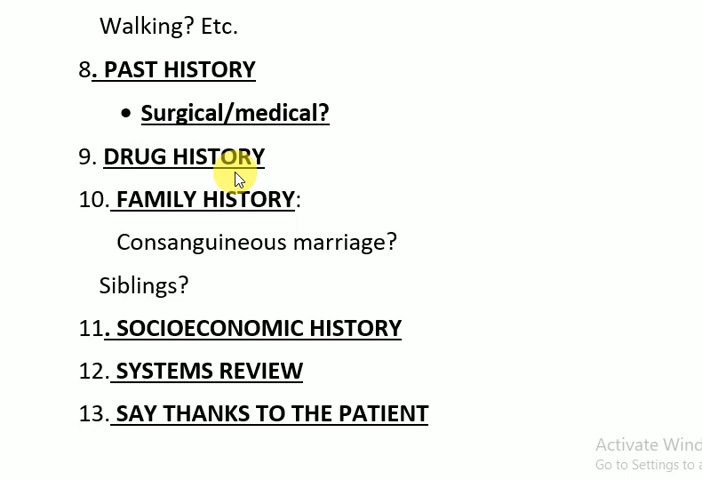 Walking? Etc.
8. PAST HISTORY
• Surgical/medical?
9. DRUG HISTORY
10. FAMILY HISTORY:
Consanguineous marriage?
Siblings?
11. SOCIOECONOMIC HISTORY
12. SYSTEMS REVIEW
13. SAY THANKS TO THE PATIENT
Activate Wind
Go to Settings to a